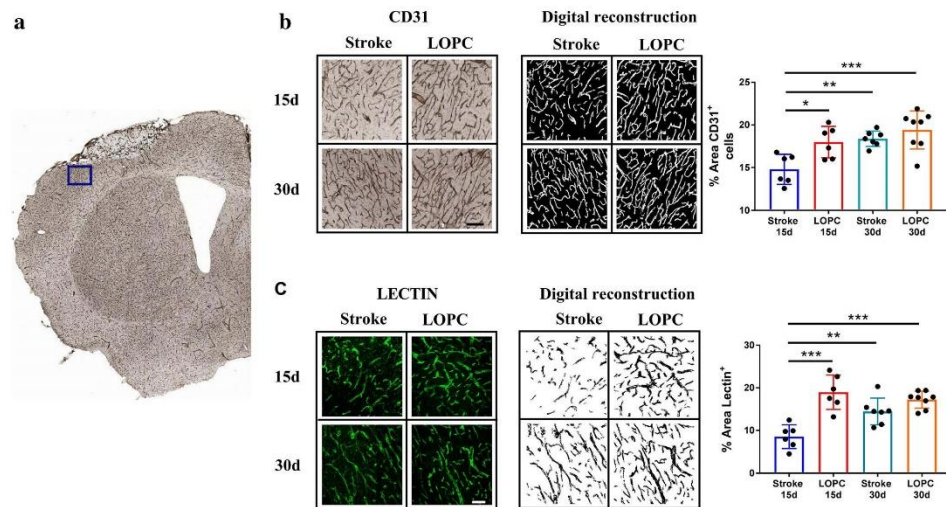 a
b
CD31
Digital reconstruction
Stroke
LOPC
Stroke
LOPC
15d
30d
% Area CD31+
cells
25
20
15
10
*
**
***
Stroke
15d
LOPC
15d
Stroke
30d
LOPC
30d
C
LECTIN
Digital reconstruction
Stroke
LOPC
Stroke
LOPC
15d
30d
% Area Lectin+
30
20
10
0
***
**
***
Stroke
15d
LOPC
15d
Stroke
30d
LOPC
30d